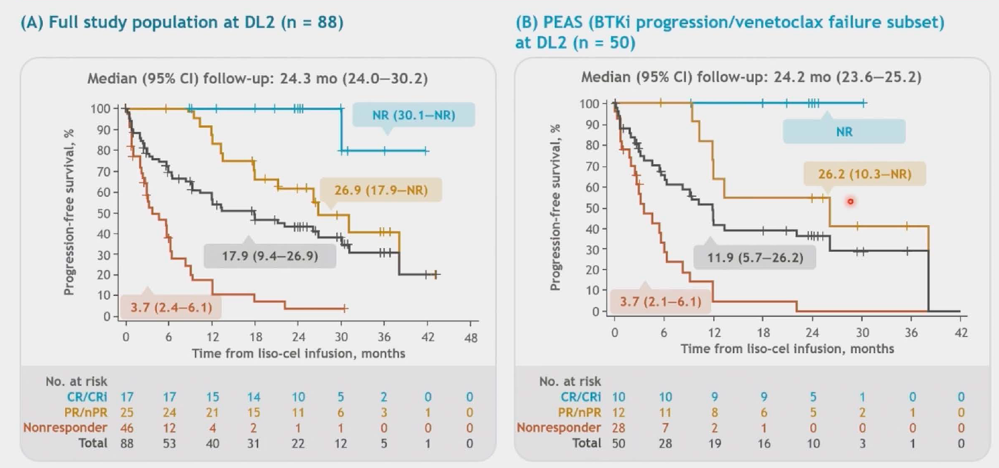 (A) Full study population at DL2 (n = 88)
Median (95% CI) follow-up: 24.3 mo (24.0–30.2)
Progression-free survival, %
100
90
80
70
60
50
40
30
20
10
0
NR (30.1–NR)
26.9 (17.9–NR)
17.9 (9.4–26.9)
3.7 (2.4–6.1)
0 6 12 18 24 30 36 42 48
Time from liso-cel infusion, months
No. at risk
CR/CRi 17 17 15 14 10 5 2 0 0
PR/nPR 25 24 21 15 11 6 3 1 0
Nonresponder 46 12 4 2 1 1 0 0 0
Total 88 53 40 31 22 12 5 1 0
(B) PEAS (BTKi progression/venetoclax failure subset)
at DL2 (n = 50)
Median (95% CI) follow-up: 24.2 mo (23.6–25.2)
Progression-free survival, %
100
90
80
70
60
50
40
30
20
10
0
NR
26.2 (10.3–NR)
11.9 (5.7–26.2)
3.7 (2.1–6.1)
0 6 12 18 24 30 36 42
Time from liso-cel infusion, months
No. at risk
CR/CRi 10 10 9 9 5 1 0 0
PR/nPR 12 11 8 6 5 2 1 0
Nonresponder 28 7 2 1 0 0 0 0
Total 50 28 19 16 10 3 1 0